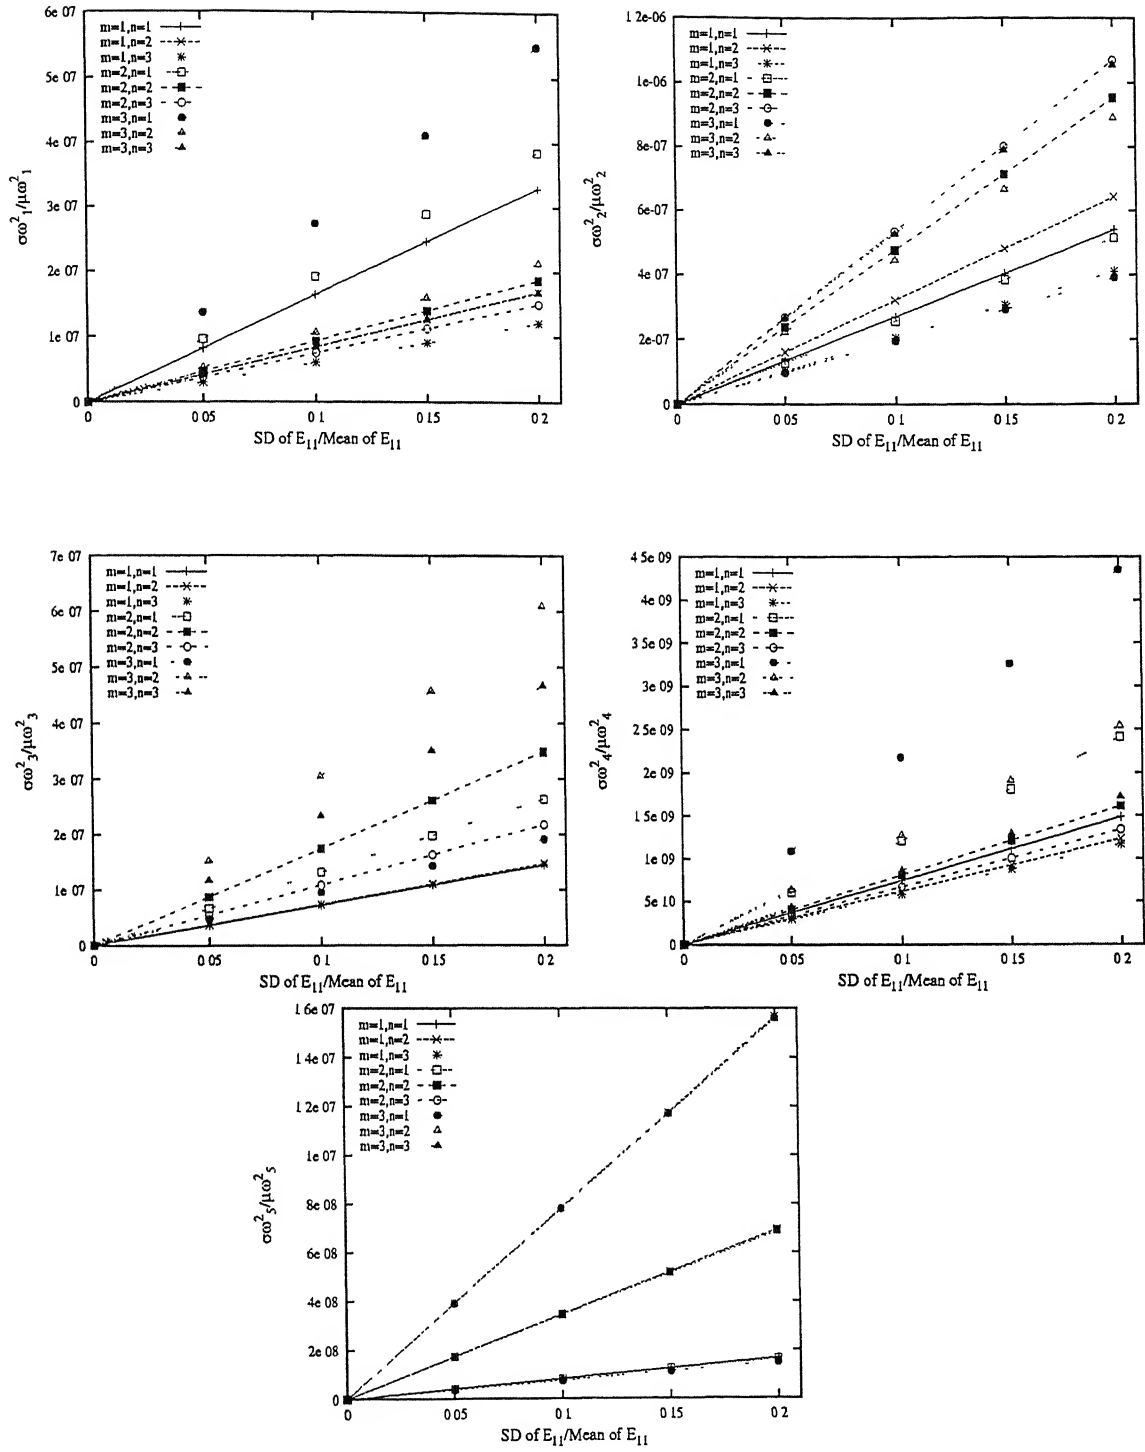 6e 07
5e 07
4e 07
3e 07
2e 07
1e 07
0
m=1,n=1
m=1,n=2
m=1,n=3
m=2,n=1
m=2,n=2
m=2,n=3
m=3,n=1
m=3,n=2
m=3,n=3
σω²₁/μω²₁
0 0 05 0 1 0 15 0 2
SD of E₁₁/Mean of E₁₁
1 2e-06
1e-06
8e-07
6e-07
4e-07
2e-07
0
m=1,n=1
m=1,n=2
m=1,n=3
m=2,n=1
m=2,n=2
m=2,n=3
m=3,n=1
m=3,n=2
m=3,n=3
σω²₂/μω²₂
0 0 05 0 1 0 15 0 2
SD of E₁₁/Mean of E₁₁
7e 07
6e 07
5e 07
4e 07
3e 07
2e 07
1e 07
0
m=1,n=1
m=1,n=2
m=1,n=3
m=2,n=1
m=2,n=2
m=2,n=3
m=3,n=1
m=3,n=2
m=3,n=3
σω²₃/μω²₃
0 0 05 0 1 0 15 0 2
SD of E₁₁/Mean of E₁₁
4 5e 09
4e 09
3 5e 09
3e 09
2 5e 09
2e 09
1 5e 09
1e 09
5e 10
0
m=1,n=1
m=1,n=2
m=1,n=3
m=2,n=1
m=2,n=2
m=2,n=3
m=3,n=1
m=3,n=2
m=3,n=3
σω²₄/μω²₄
0 0 05 0 1 0 15 0 2
SD of E₁₁/Mean of E₁₁
1 6e 07
1 4e 07
1 2e 07
1e 07
8e 08
6e 08
4e 08
2e 08
0
m=1,n=1
m=1,n=2
m=1,n=3
m=2,n=1
m=2,n=2
m=2,n=3
m=3,n=1
m=3,n=2
m=3,n=3
σω²₅/μω²₅
0 0 05 0 1 0 15 0 2
SD of E₁₁/Mean of E₁₁